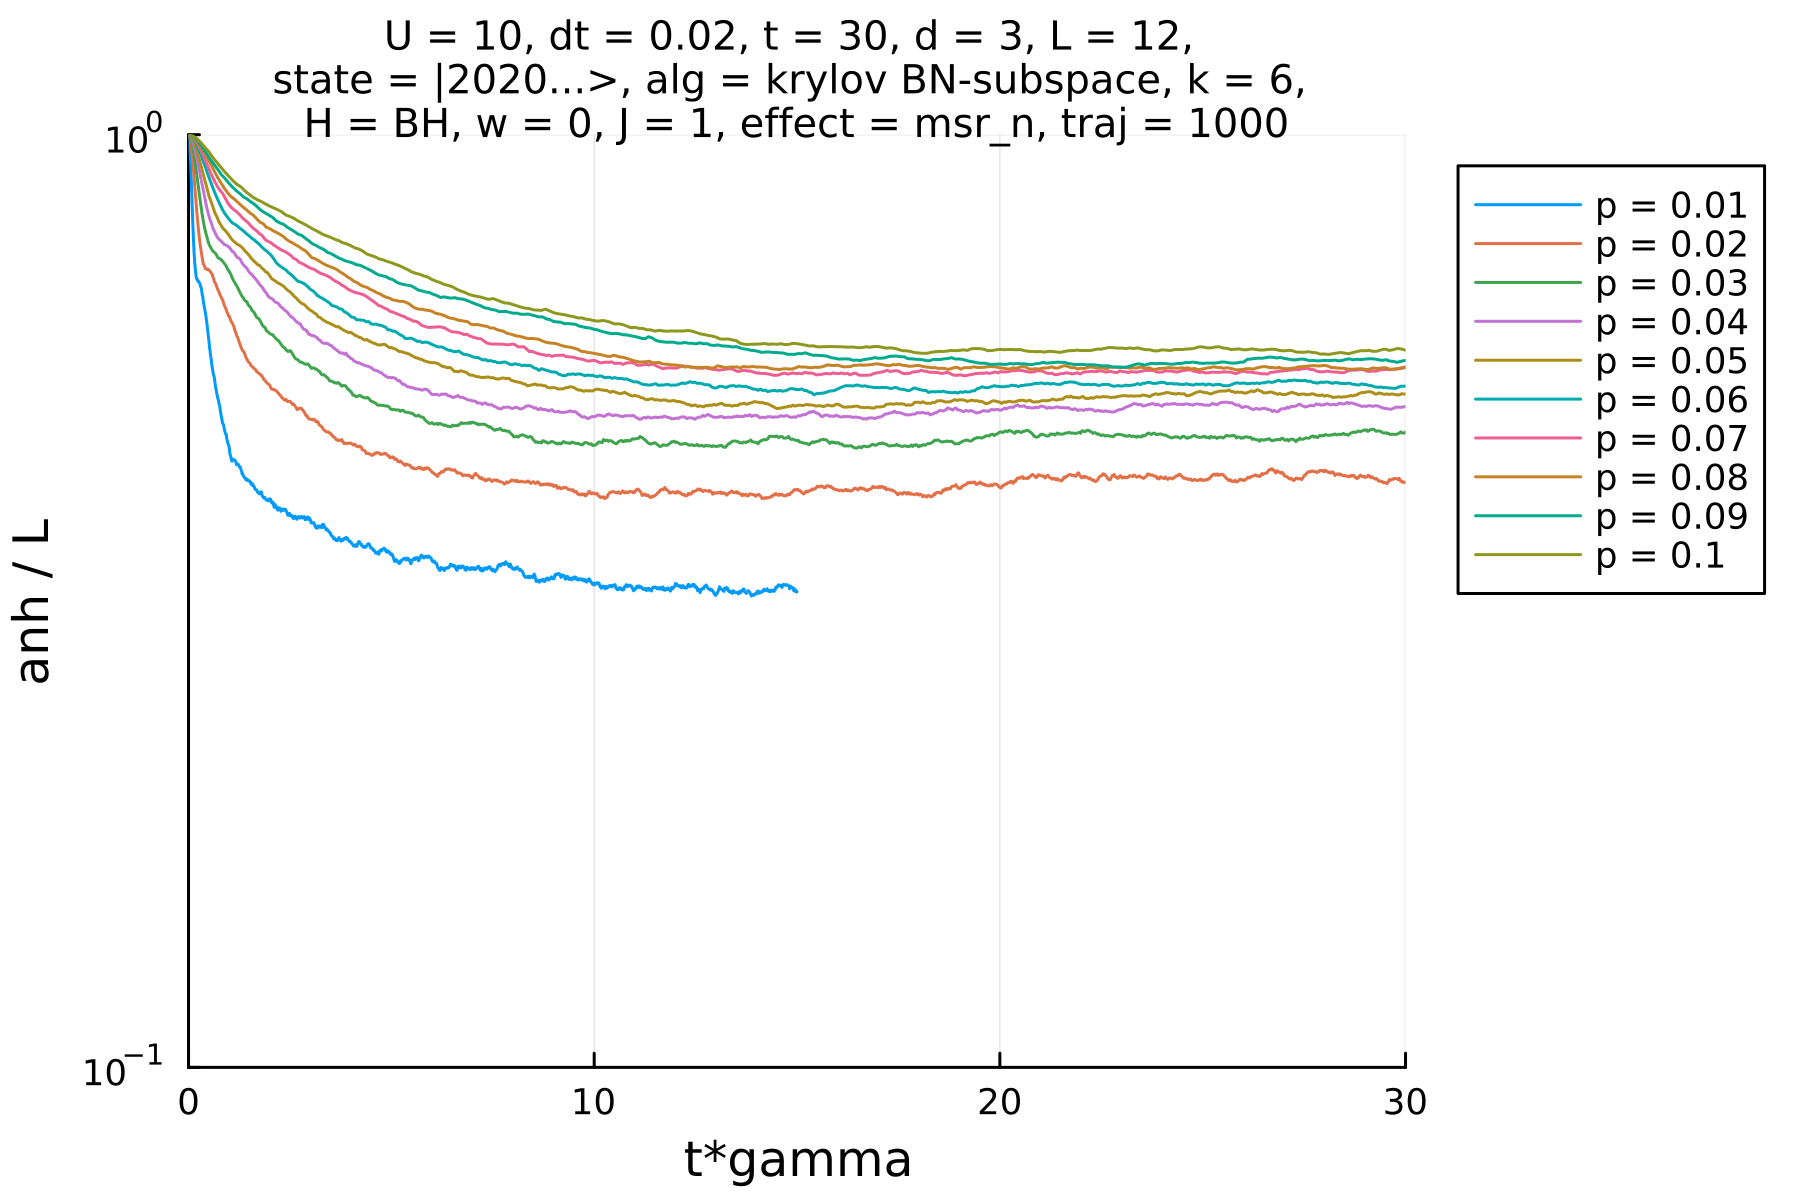 U = 10, dt = 0.02, t = 30, d = 3, L = 12,
state = |2020...>, alg = krylov BN-subspace, k = 6,
H = BH, w = 0, J = 1, effect = msr_n, traj = 1000
10⁰
10⁻¹
anh / L
0 10 20 30
t*gamma
p = 0.01
p = 0.02
p = 0.03
p = 0.04
p = 0.05
p = 0.06
p = 0.07
p = 0.08
p = 0.09
p = 0.1